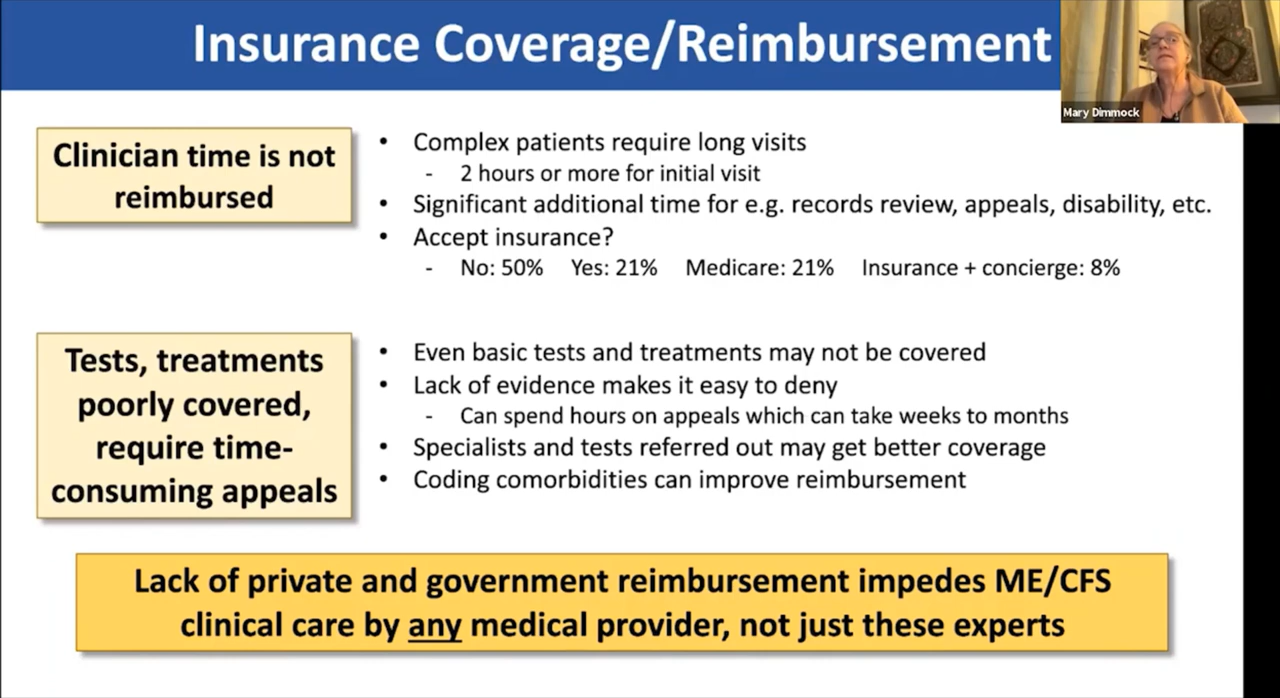 Insurance Coverage/Reimbursement
Mary Dimmock
Clinician time is not
reimbursed
• Complex patients require long visits
- 2 hours or more for initial visit
• Significant additional time for e.g. records review, appeals, disability, etc.
• Accept insurance?
- No: 50% Yes: 21% Medicare: 21% Insurance + concierge: 8%
Tests, treatments
poorly covered,
require time-
consuming appeals
• Even basic tests and treatments may not be covered
• Lack of evidence makes it easy to deny
- Can spend hours on appeals which can take weeks to months
• Specialists and tests referred out may get better coverage
• Coding comorbidities can improve reimbursement
Lack of private and government reimbursement impedes ME/CFS
clinical care by any medical provider, not just these experts